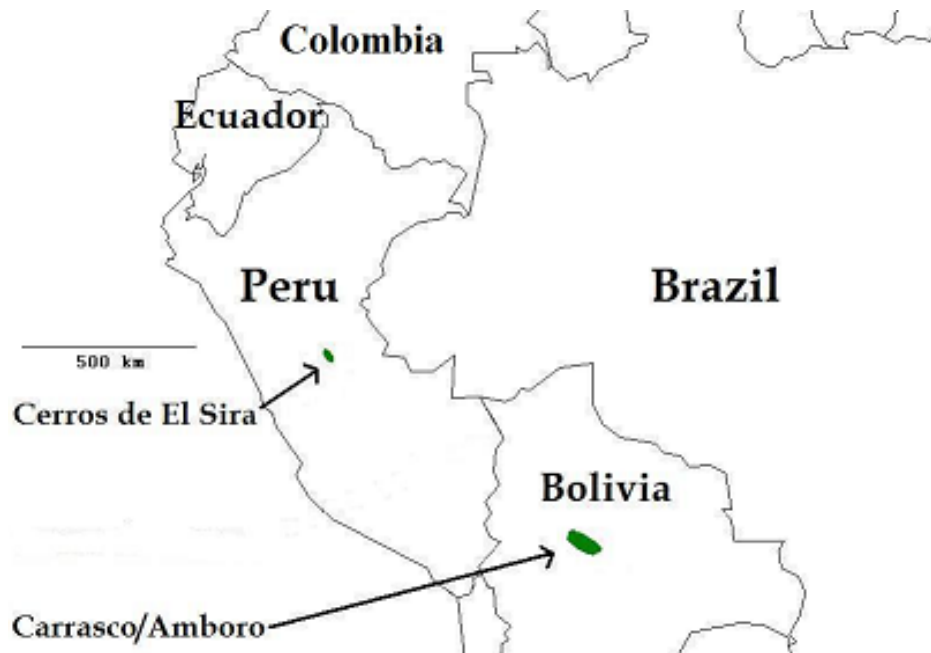 Colombia
Ecuador
Peru
Brazil
500 km
Cerros de El Sira
Bolivia
Carrasco/Amboro